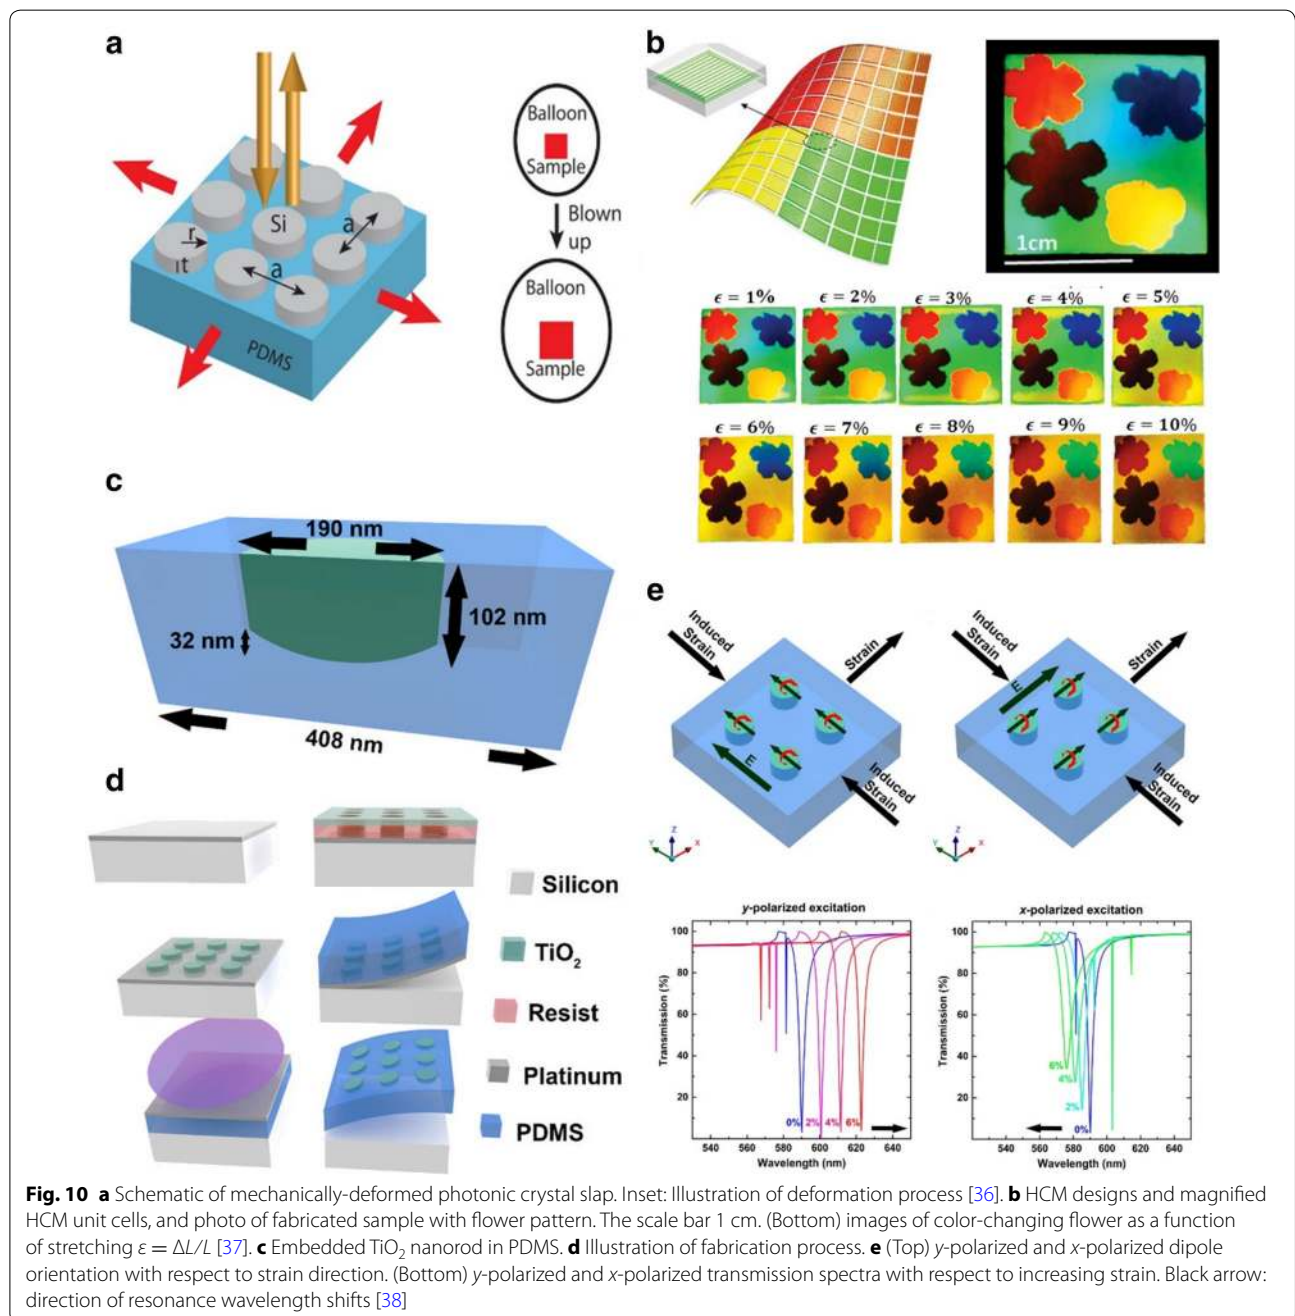 a
Si
r
t
a
a
PDMS
Balloon
Sample
Blown
up
Balloon
Sample
b
1cm
ϵ = 1%
ϵ = 2%
ϵ = 3%
ϵ = 4%
ϵ = 5%
ϵ = 6%
ϵ = 7%
ϵ = 8%
ϵ = 9%
ϵ = 10%
c
190 nm
102 nm
32 nm
408 nm
d
Silicon
TiO₂
Resist
Platinum
PDMS
e
Induced
Strain
Strain
E
Induced
Strain
Y
Z
X
Induced
Strain
Strain
E
Induced
Strain
Y
Z
X
y-polarized excitation
Transmission (%)
100
80
60
40
20
0%
2%
4%
6%
540
560
580
600
620
640
Wavelength (nm)
x-polarized excitation
Transmission (%)
100
80
60
40
20
6%
4%
2%
0%
540
560
580
600
620
640
Wavelength (nm)
Fig. 10 a Schematic of mechanically-deformed photonic crystal slap. Inset: Illustration of deformation process [36]. b HCM designs and magnified
HCM unit cells, and photo of fabricated sample with flower pattern. The scale bar 1 cm. (Bottom) images of color-changing flower as a function
of stretching ε = ΔL/L [37]. c Embedded TiO₂ nanorod in PDMS. d Illustration of fabrication process. e (Top) y-polarized and x-polarized dipole
orientation with respect to strain direction. (Bottom) y-polarized and x-polarized transmission spectra with respect to increasing strain. Black arrow:
direction of resonance wavelength shifts [38]